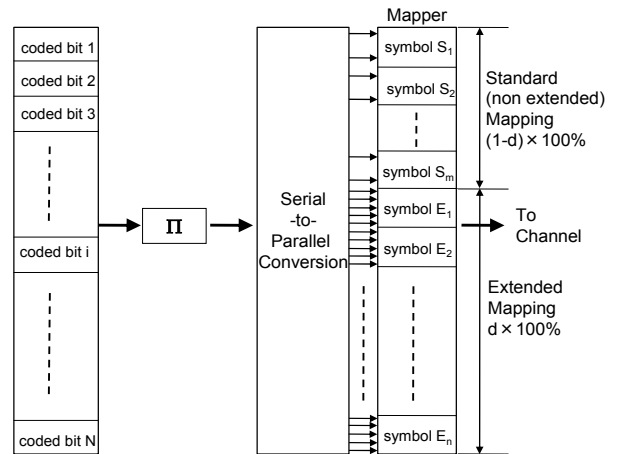 Mapper
coded bit 1
coded bit 2
coded bit 3
coded bit i
coded bit N
Π
Serial
-to-
Parallel
Conversion
symbol S1
symbol S2
symbol Sm
symbol E1
symbol E2
symbol En
Standard
(non extended)
Mapping
(1-d)×100%
To
Channel
Extended
Mapping
d×100%